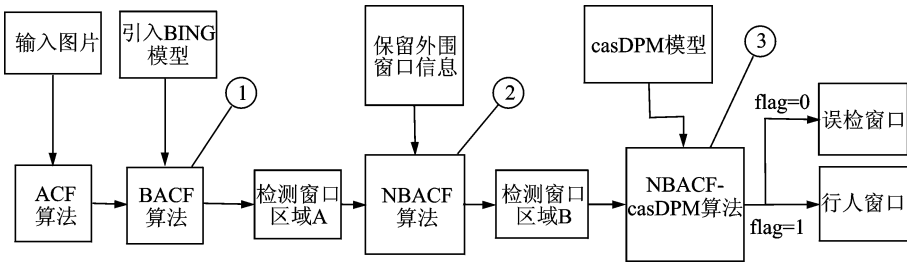 输入图片
引入BING
模型
保留外围
窗口信息
casDPM模型
①
②
③
flag=0
误检窗口
ACF
算法
BACF
算法
检测窗口
区域A
NBACF
算法
检测窗口
区域B
NBACF-
casDPM算法
flag=1
行人窗口